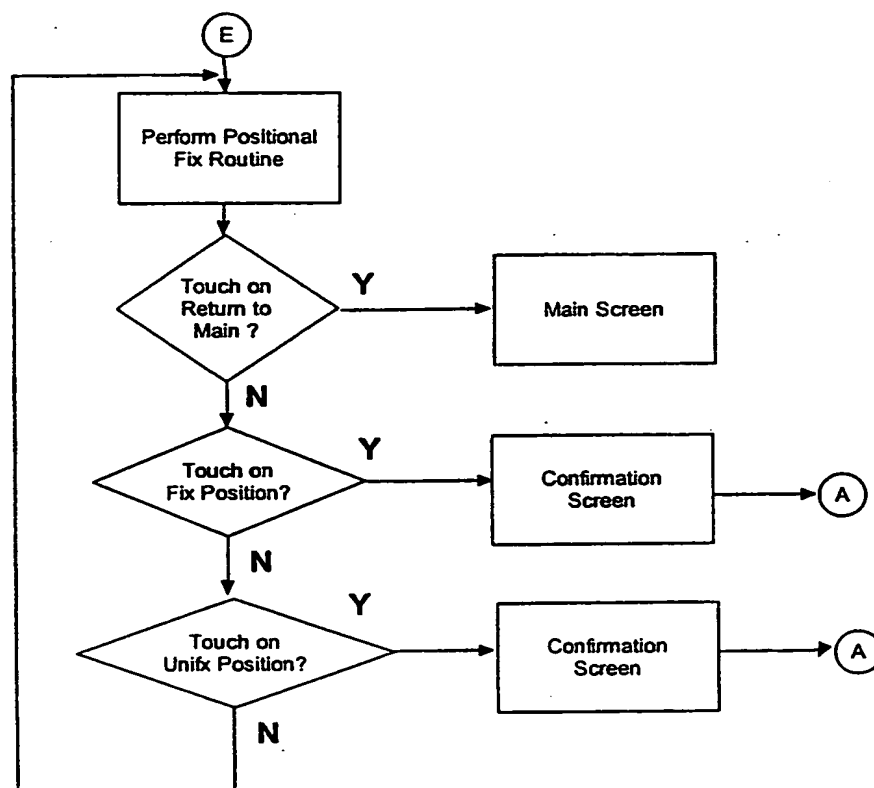 E
Perform Positional
Fix Routine
Touch on
Return to
Main ?
Y
Main Screen
N
Touch on
Fix Position?
Y
Confirmation
Screen
A
N
Touch on
Unifx Position?
Y
Confirmation
Screen
A
N